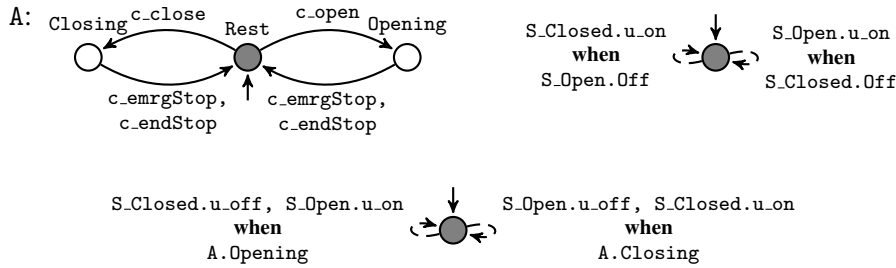 A:
Closing
c_close
Rest
c_open
Opening
c_emrgStop,
c_endStop
c_emrgStop,
c_endStop
S_Closed.u_on
when
S_Open.Off
S_Open.u_on
when
S_Closed.Off
S_Closed.u_off, S_Open.u_on
when
A.Opening
S_Open.u_off, S_Closed.u_on
when
A.Closing